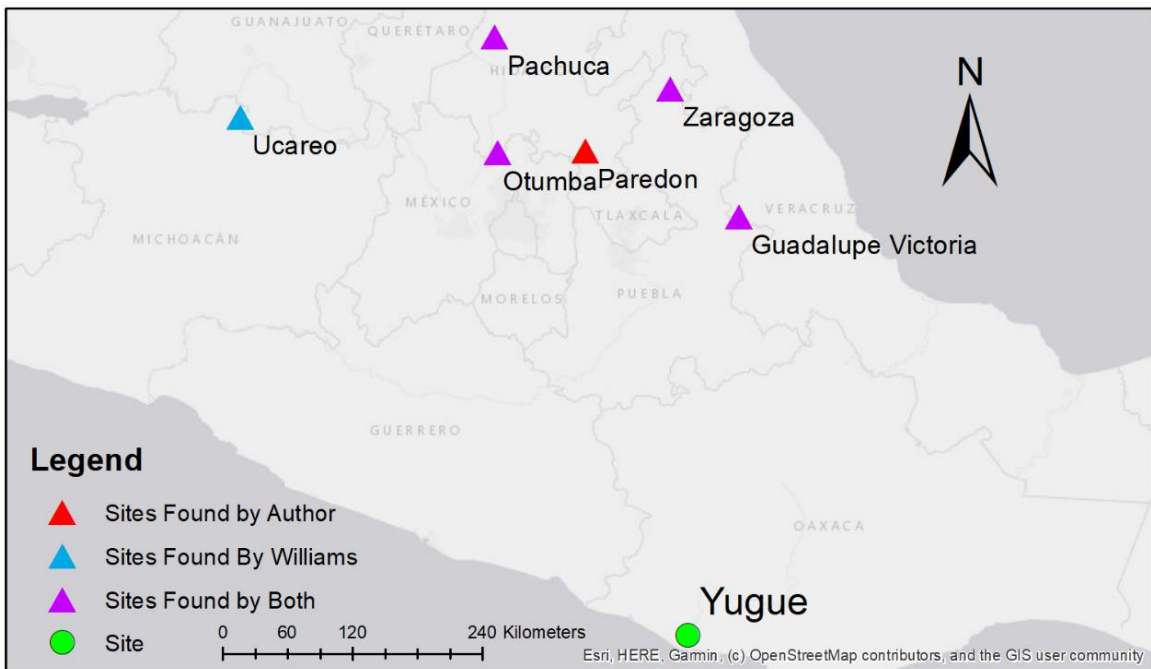 GUANAJUATO
QUERÉTARO
Pachuca
N
Zaragoza
Ucareo
Otumba Paredon
MÉXICO
TLAXCALA
VERACRUZ
MICHOACÁN
Guadalupe Victoria
MORELOS
PUEBLA
GUERRERO
Legend
Sites Found by Author
OAXACA
Sites Found By Williams
Sites Found by Both
Yugue
Site
0 60 120 240 Kilometers
Esri, HERE, Garmin, (c) OpenStreetMap contributors, and the GIS user community